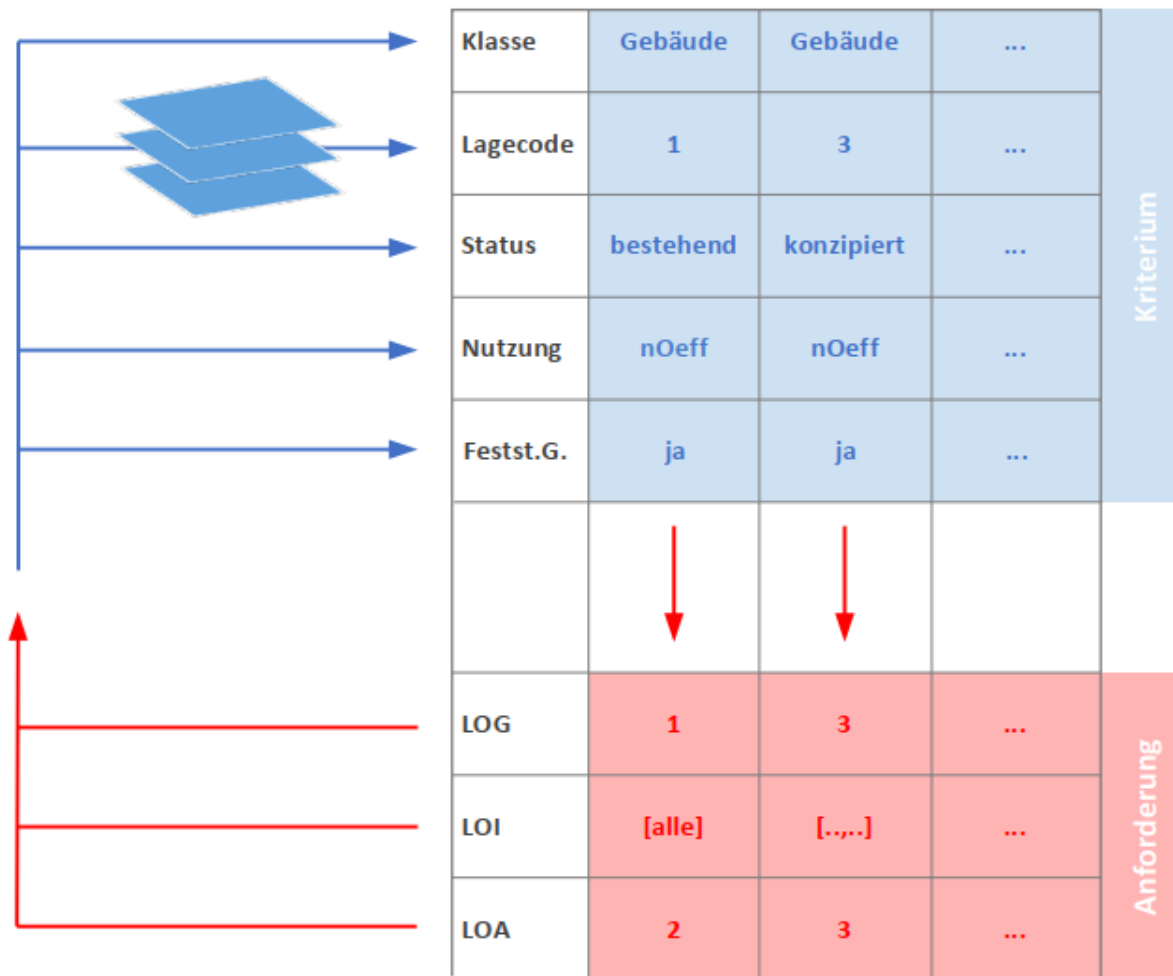 Klasse Gebäude Gebäude ...
Lagecode 1 3 ...
Status bestehend konzipiert ...
Nutzung nOeff nOeff ...
Festst.G. ja ja ...
Kriterium
LOG 1 3 ...
LOI [alle] [..,..] ...
LOA 2 3 ...
Anforderung